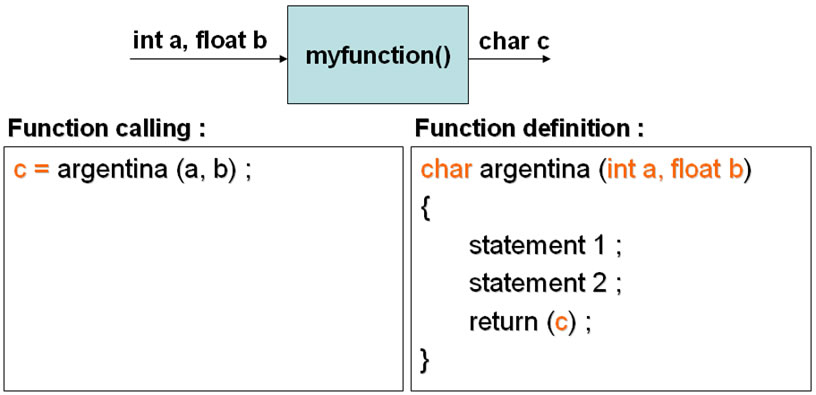 int a, float b
myfunction()
char c
Function calling :
c = argentina (a, b) ;
Function definition :
char argentina (int a, float b)
{
statement 1 ;
statement 2 ;
return (c) ;
}